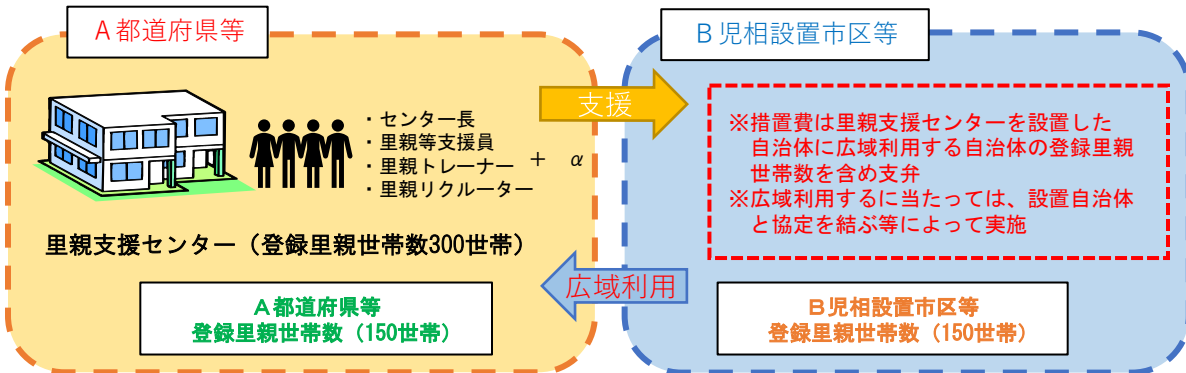 A都道府県等
・センター長
・里親等支援員
・里親トレーナー
・里親リクルーター
+ α
里親支援センター（登録里親世帯数300世帯）
A都道府県等
登録里親世帯数（150世帯）
支援
広域利用
B児相設置市区等
※措置費は里親支援センターを設置した
自治体に広域利用する自治体の登録里親
世帯数を含め支弁
※広域利用するに当たっては、設置自治体
と協定を結ぶ等によって実施
B児相設置市区等
登録里親世帯数（150世帯）